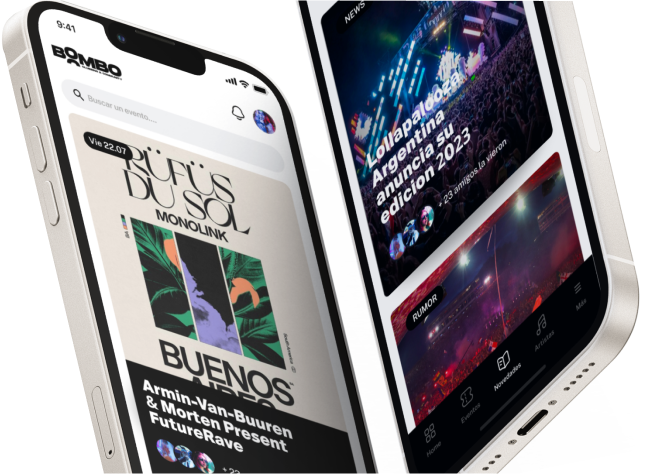 9:41
BOMBO
Buscar un evento....
Vie 22.07
RÜFÜS
DU SOL
MONOLINK
BUENOS
AIRES
Armin-Van-Buuren
& Morten Present
FutureRave
NEWS
Lollapalooza
Argentina
anuncia su
edicion 2023
+ 23 amigos la vieron
RUMOR
Home
Eventos
Novedades
Artistas
Más